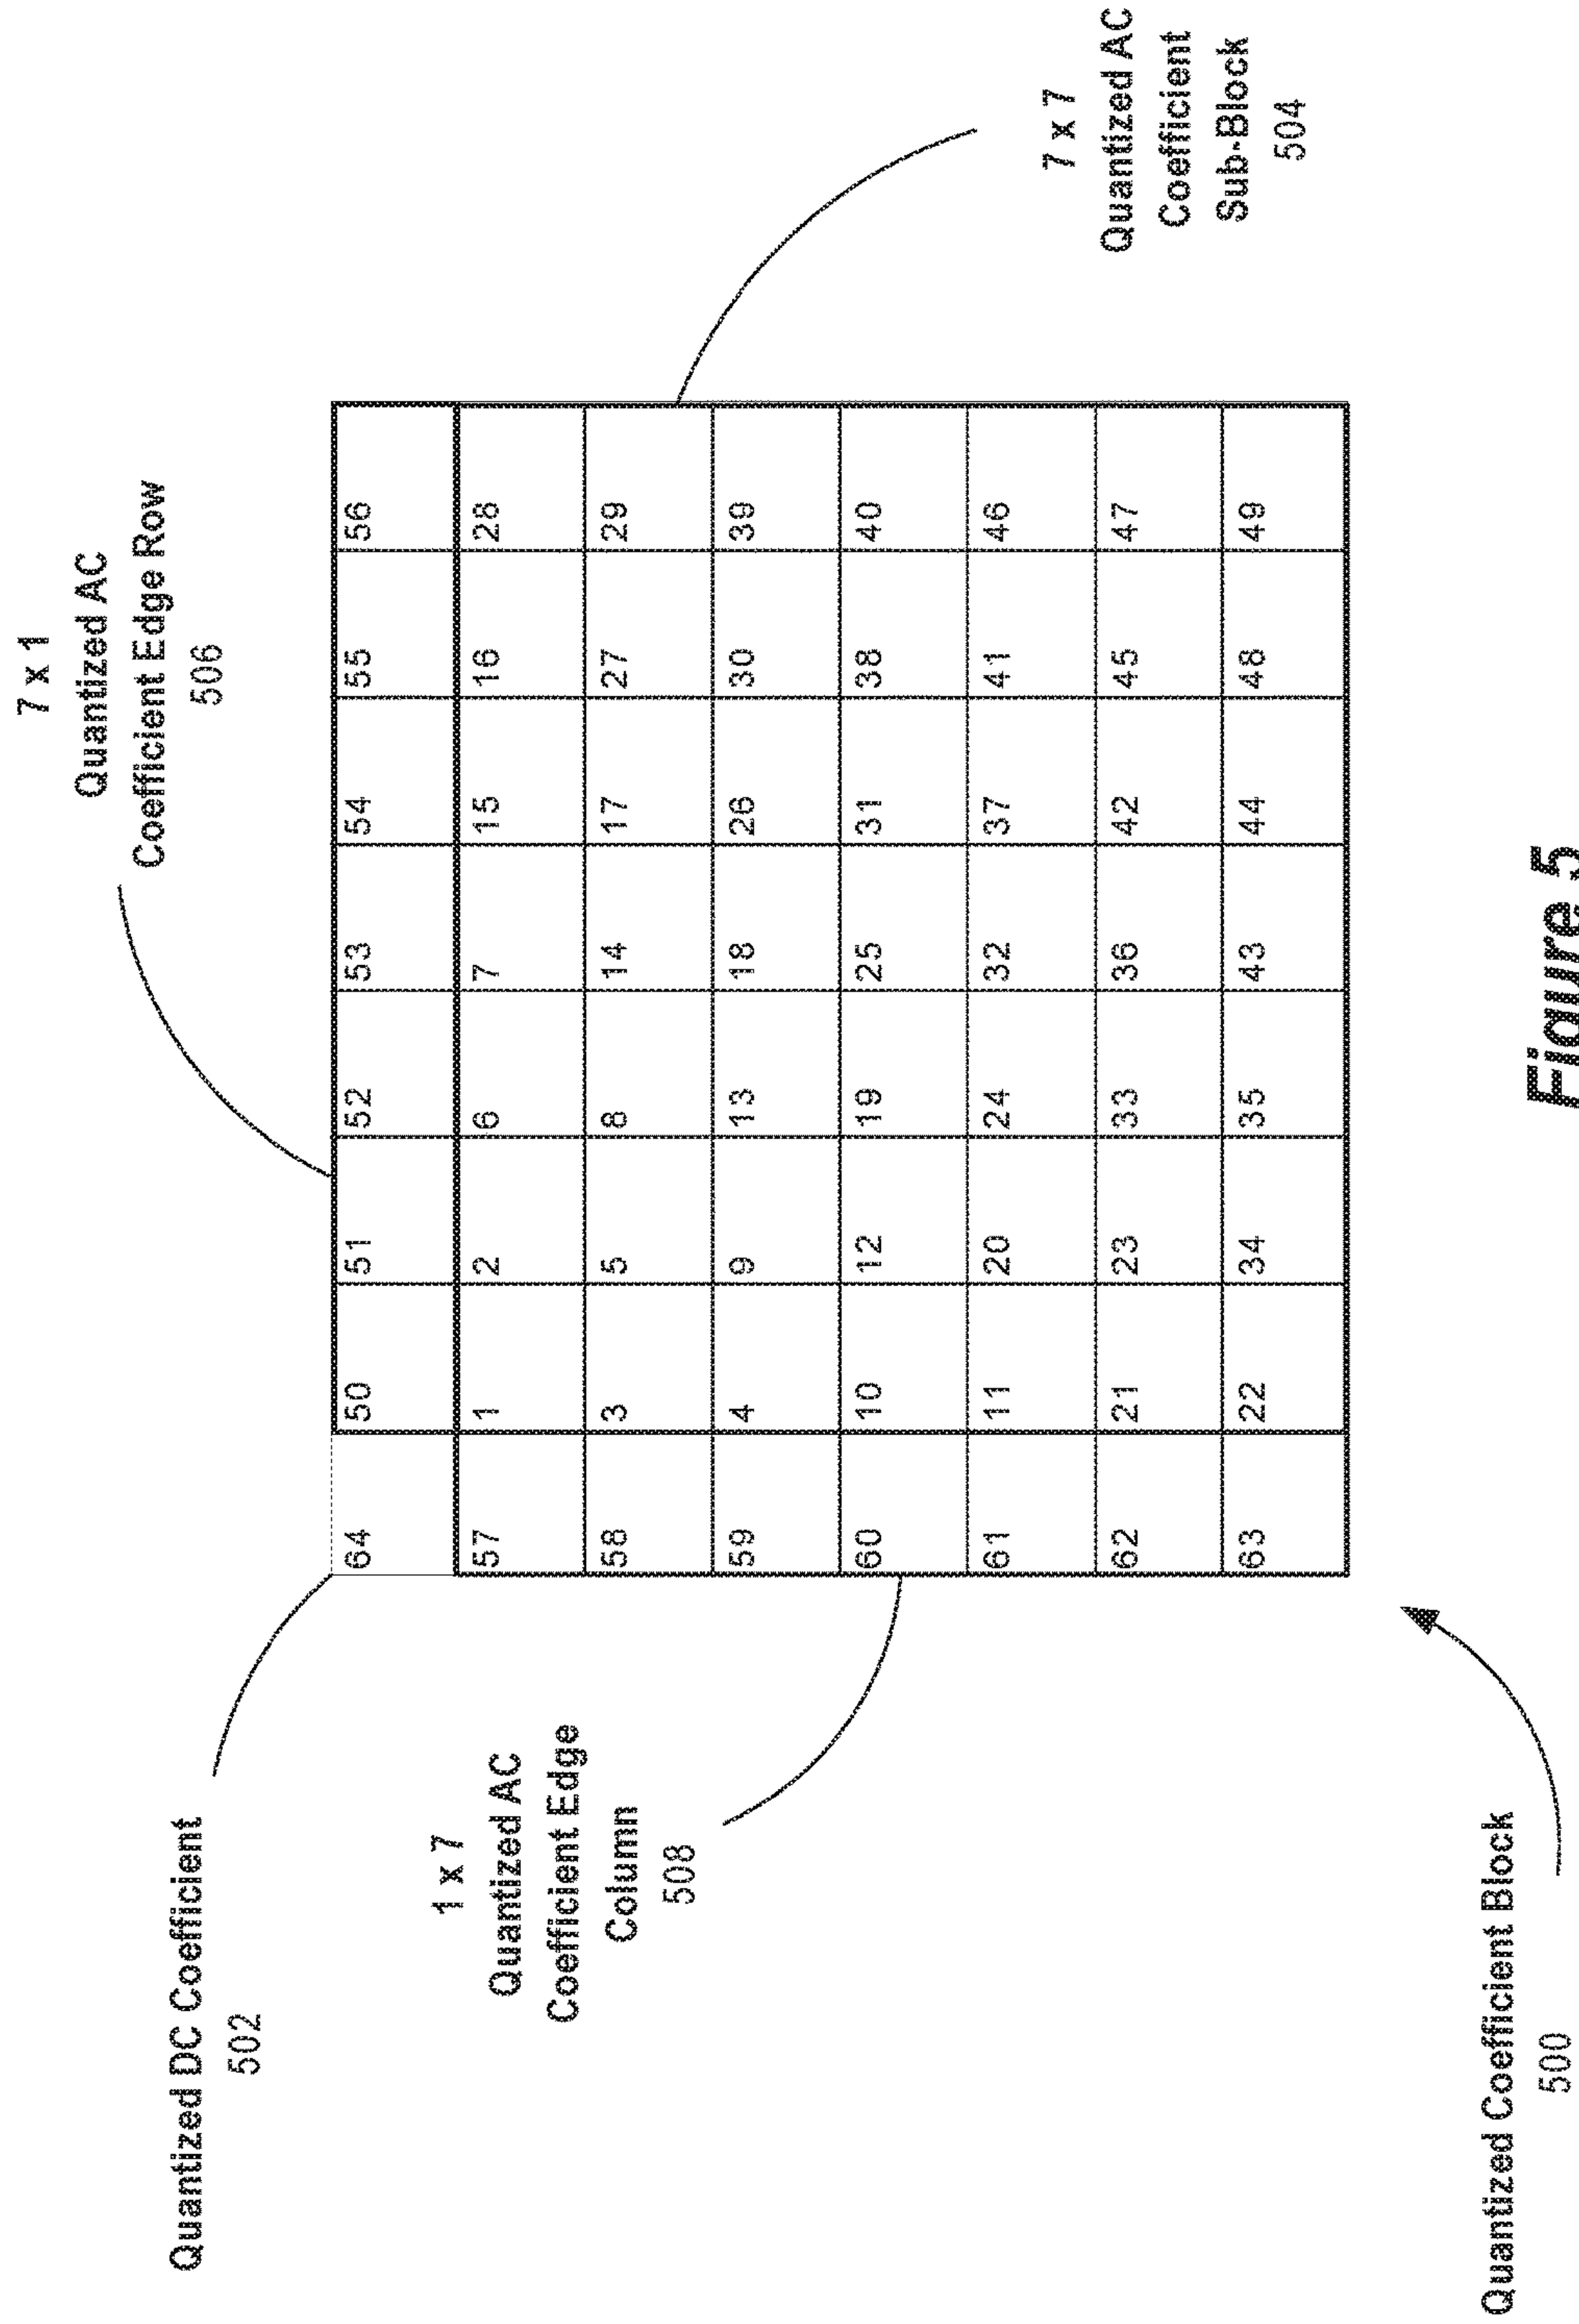 7 x 1
Quantized AC
Coefficient Edge Row
506
Quantized DC Coefficient
502
64 50 51 52 53 54 55 56
57 1 2 6 7 15 16 28
58 3 5 8 14 17 27 29
59 4 9 13 18 26 30 39
60 10 12 19 25 31 38 40
61 11 20 24 32 37 41 46
62 21 23 33 36 42 45 47
63 22 34 35 43 44 48 49
1 x 7
Quantized AC
Coefficient Edge
Column
508
7 x 7
Quantized AC
Coefficient
Sub-Block
504
Quantized Coefficient Block
500
Figure 5